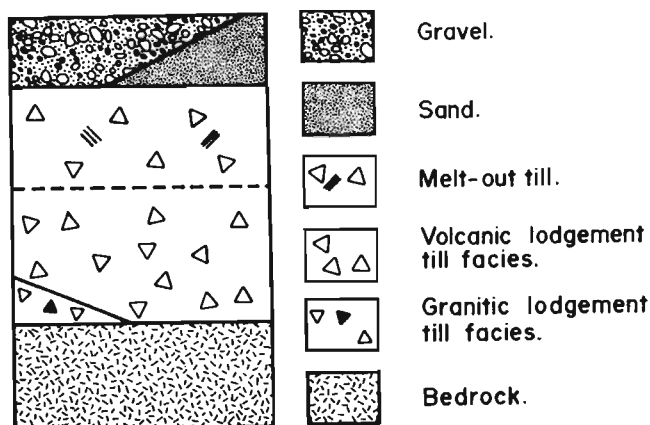 Gravel.
Sand.
Melt-out till.
Volcanic lodgement
till facies.
Granitic lodgement
till facies.
Bedrock.